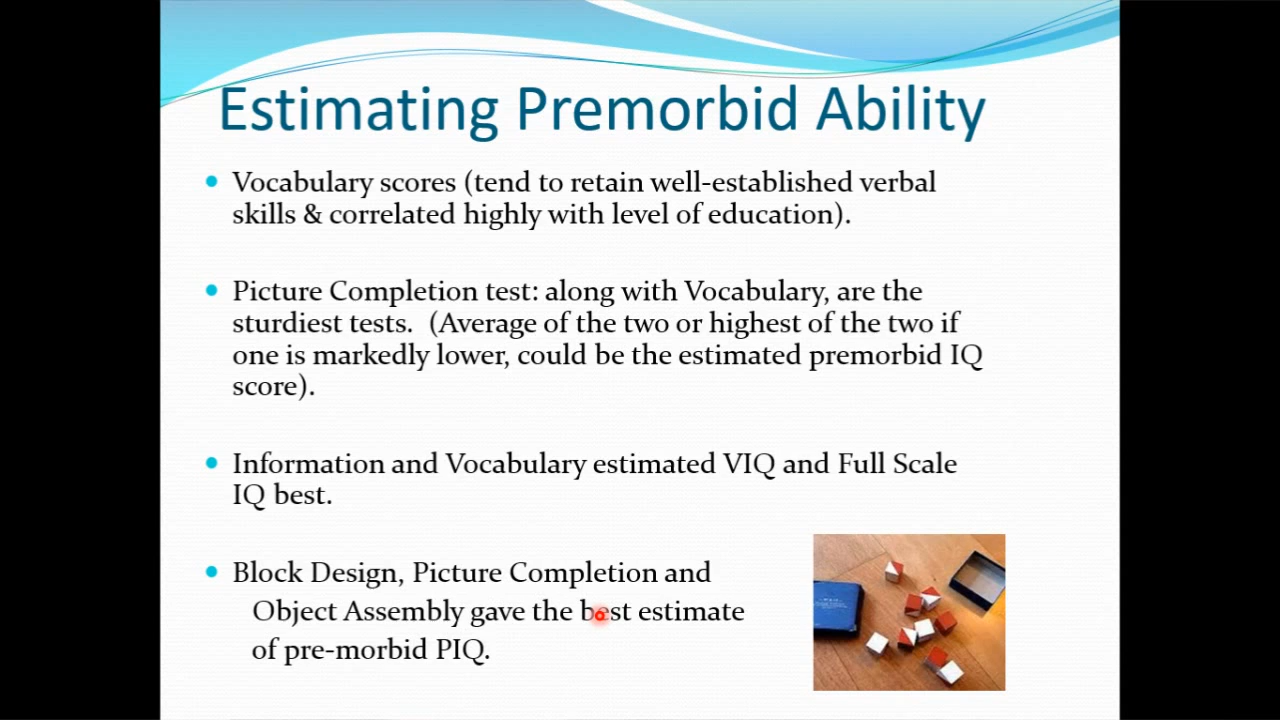 Estimating Premorbid Ability
Vocabulary scores (tend to retain well-established verbal
skills & correlated highly with level of education).
Picture Completion test: along with Vocabulary, are the
sturdiest tests.  (Average of the two or highest of the two if
one is markedly lower, could be the estimated premorbid IQ
score).
Information and Vocabulary estimated VIQ and Full Scale
IQ best.
Block Design, Picture Completion and
Object Assembly gave the best estimate
of pre-morbid PIQ.